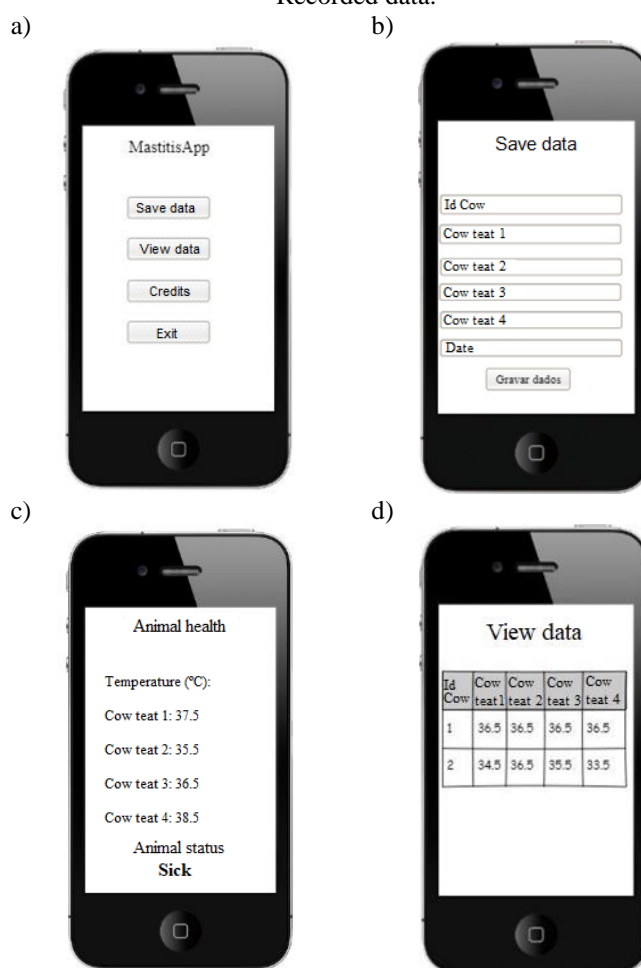 Recorded data.
a)
b)
MastitisApp
Save data
View data
Credits
Exit
Save data
Id Cow
Cow teat 1
Cow teat 2
Cow teat 3
Cow teat 4
Date
Gravar dados
c)
d)
Animal health
Temperature (ºC):
Cow teat 1: 37.5
Cow teat 2: 35.5
Cow teat 3: 36.5
Cow teat 4: 38.5
Animal status
Sick
View data
Id Cow Cow Cow Cow
Cow teat1 teat 2 teat 3 teat 4
1 36.5 36.5 36.5 36.5
2 34.5 36.5 35.5 33.5